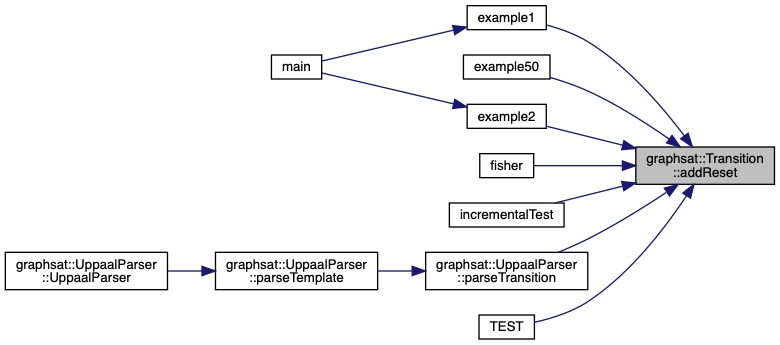 example1
main
example50
example2
graphsat::Transition
::addReset
fisher
incrementalTest
graphsat::UppaalParser
::UppaalParser
graphsat::UppaalParser
::parseTemplate
graphsat::UppaalParser
::parseTransition
TEST